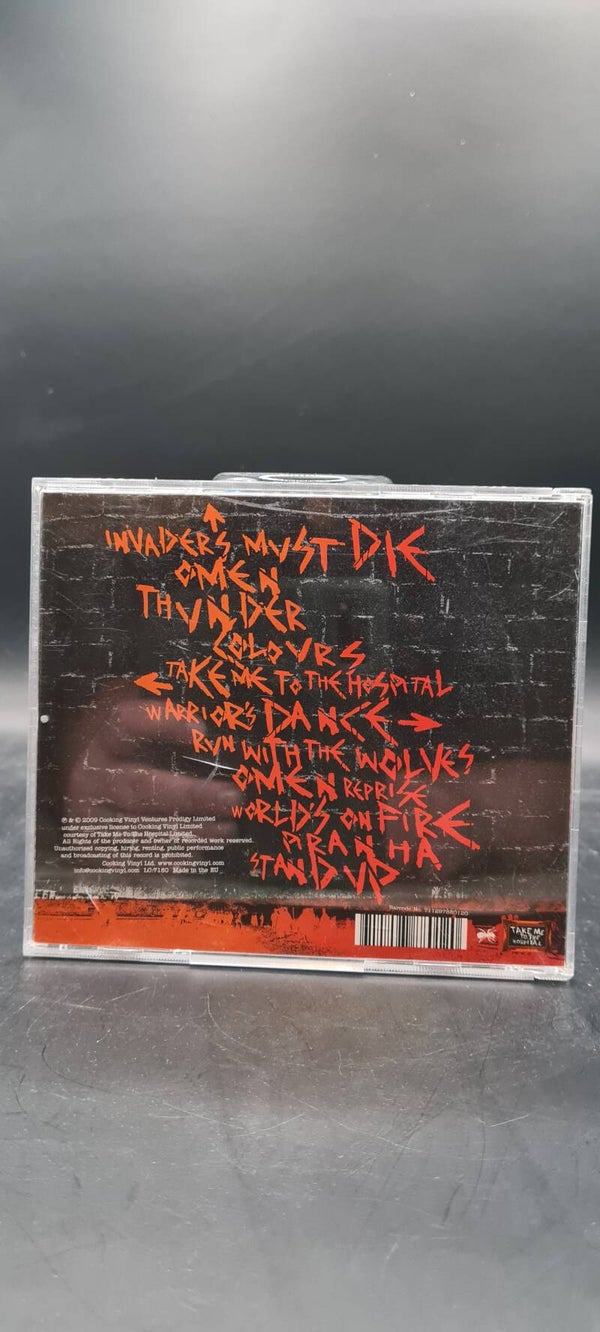 INVADERS MUST DIE
OMEN
THUNDER
COLOURS
TAKE ME TO THE HOSPITAL
WARRIOR'S DANCE
RUN WITH THE WOLVES
OMEN REPRISE
WORLD'S ON FIRE
PIRANHA
STAND UP
℗ & © 2009 Cooking Vinyl Ventures Prodigy Limited
under exclusive license to Cooking Vinyl Limited
courtesy of Take Me To The Hospital Limited.
All Rights of the producer and owner of recorded work reserved.
Unauthorised copying, hiring, renting, public performance
and broadcasting of this record is prohibited.
Cooking Vinyl Ltd. www.cookingvinyl.com
info@cookingvinyl.com LC/7180 Made in the EU
Barcode No.
TAKE ME
TO THE
HOSPITAL